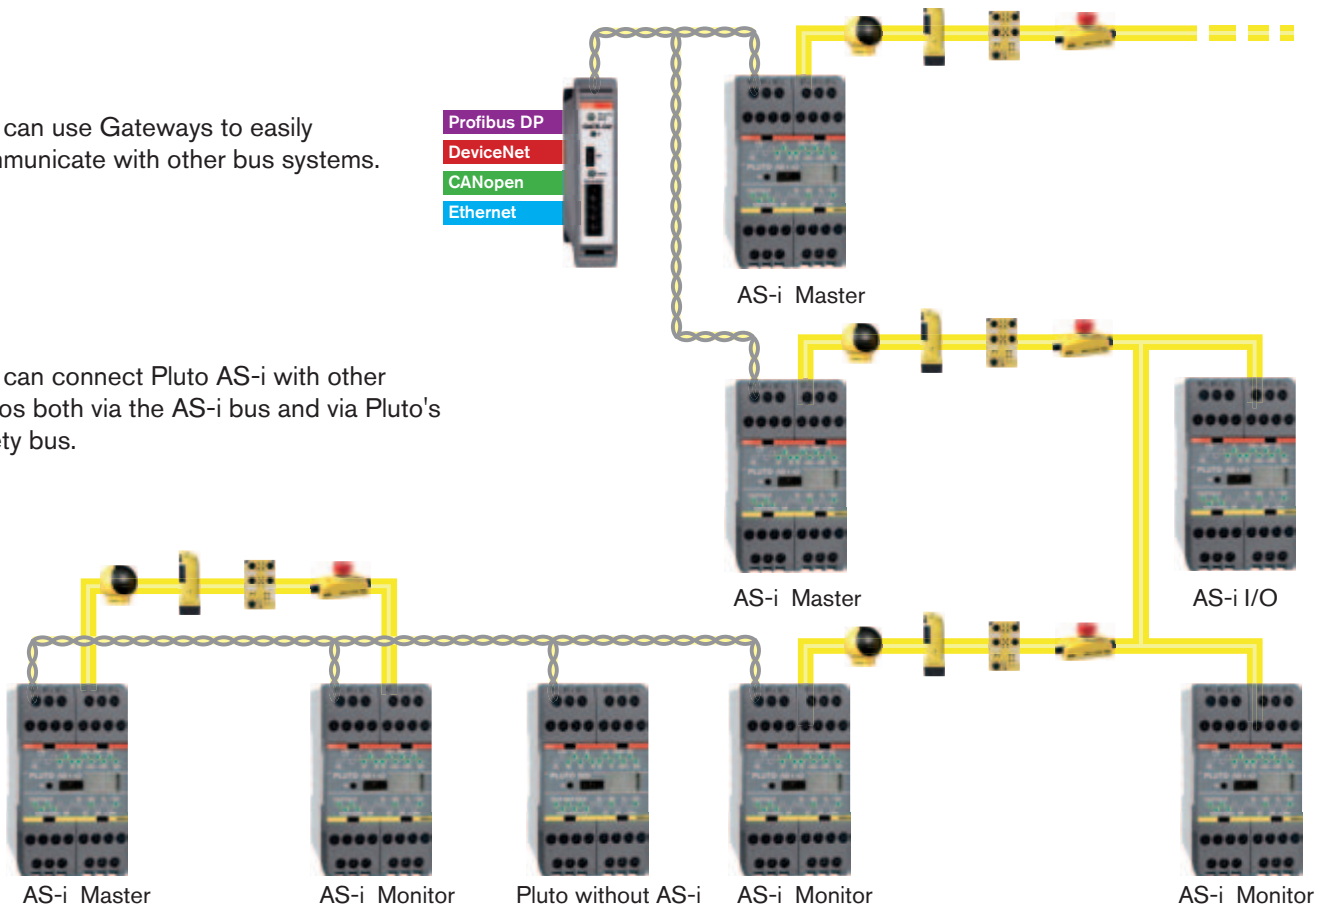 can use Gateways to easily
mmunicate with other bus systems.
Profibus DP
DeviceNet
CANopen
Ethernet
AS-i Master
can connect Pluto AS-i with other
os both via the AS-i bus and via Pluto's
ety bus.
AS-i Master
AS-i I/O
AS-i Master
AS-i Monitor
Pluto without AS-i
AS-i Monitor
AS-i Monitor